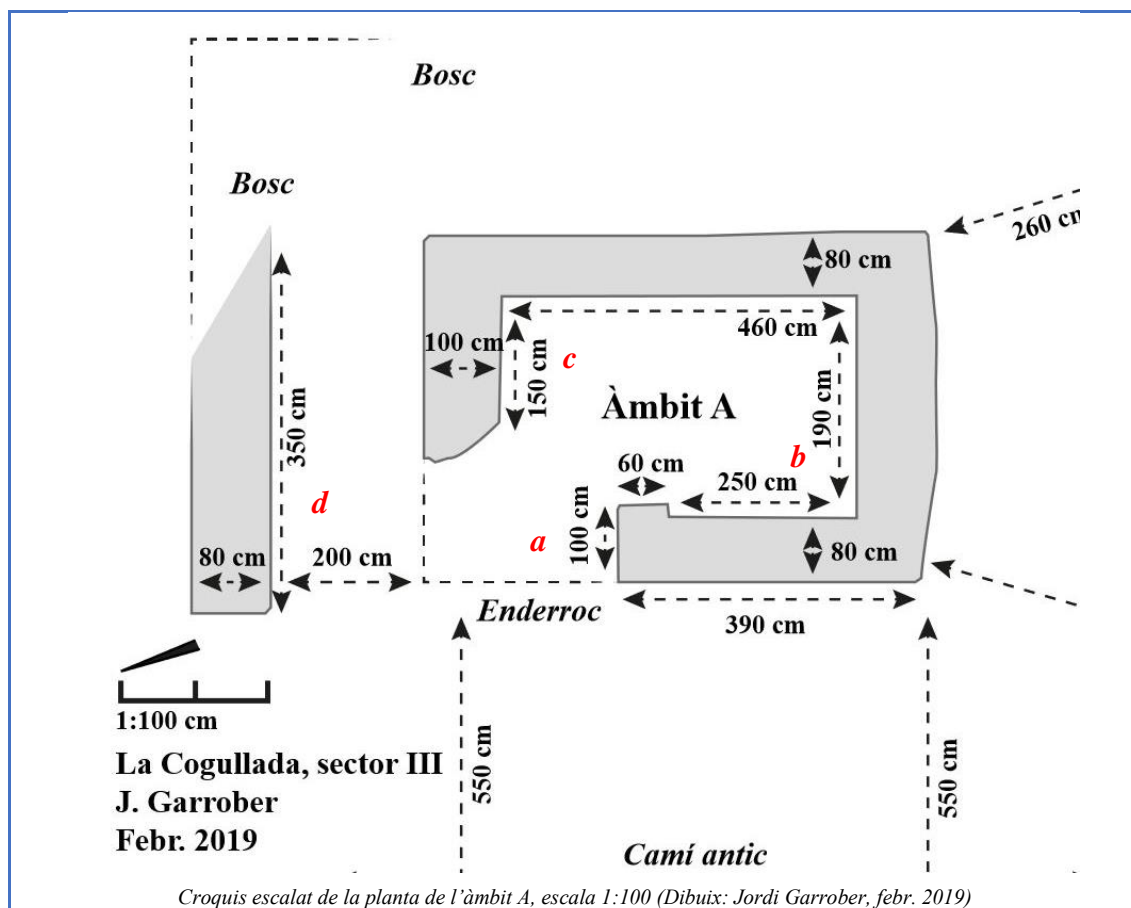 Bosc
Bosc
260 cm
80 cm
460 cm
100 cm
150 cm
c
Àmbit A
190 cm
350 cm
b
60 cm
250 cm
d
a
100 cm
80 cm
200 cm
80 cm
Enderroc
390 cm
1:100 cm
550 cm
550 cm
La Cogullada, sector III
J. Garrober
Febr. 2019
Camí antic
Croquis escalat de la planta de l’àmbit A, escala 1:100 (Dibuix: Jordi Garrober, febr. 2019)